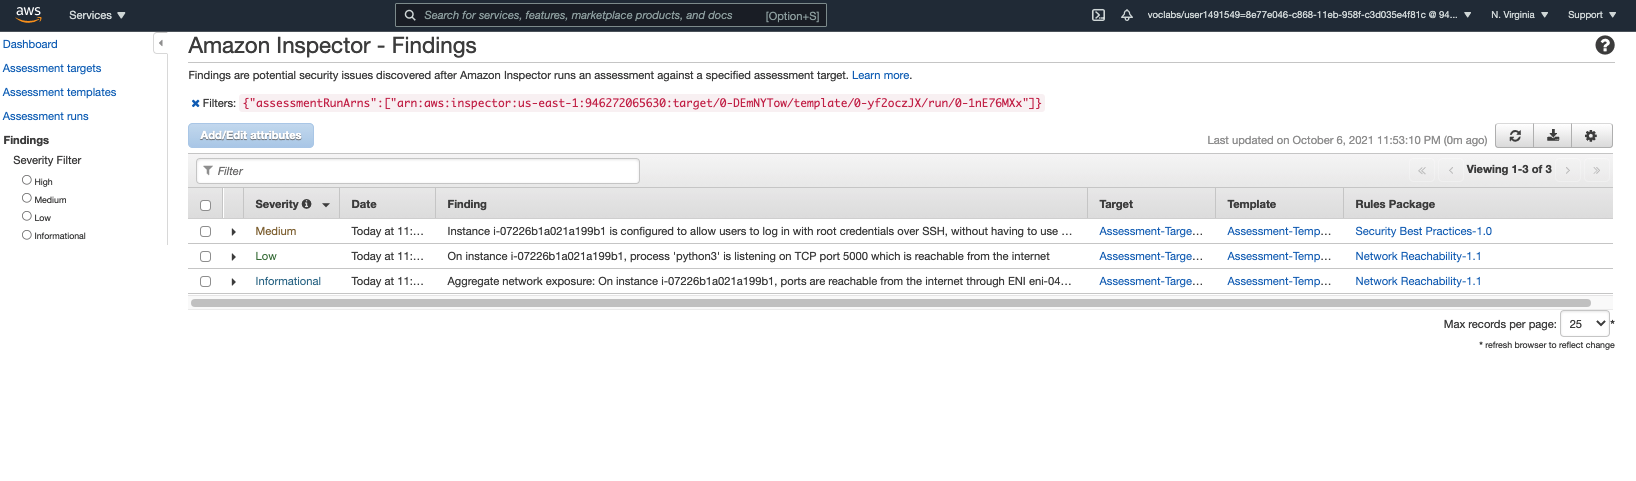 aws Services Search for services, features, marketplace products, and docs [Option+S] voclabs/user1491549=8e77e046-c868-11eb-958f-c3d035e4f81c @ 94... N. Virginia Support
Dashboard
Assessment targets
Assessment templates
Assessment runs
Findings
Severity Filter
High
Medium
Low
Informational
Amazon Inspector - Findings
Findings are potential security issues discovered after Amazon Inspector runs an assessment against a specified assessment target. Learn more.
Filters: {"assessmentRunArns":["arn:aws:inspector:us-east-1:946272065630:target/0-DEmNYTow/template/0-yf2oczJX/run/0-1nE76MXx"]}
Add/Edit attributes Last updated on October 6, 2021 11:53:10 PM (0m ago)
Filter « ‹ Viewing 1-3 of 3 › »
Severity Date Finding Target Template Rules Package
Medium Today at 11:... Instance i-07226b1a021a199b1 is configured to allow users to log in with root credentials over SSH, without having to use ... Assessment-Targe... Assessment-Temp... Security Best Practices-1.0
Low Today at 11:... On instance i-07226b1a021a199b1, process 'python3' is listening on TCP port 5000 which is reachable from the internet Assessment-Targe... Assessment-Temp... Network Reachability-1.1
Informational Today at 11:... Aggregate network exposure: On instance i-07226b1a021a199b1, ports are reachable from the internet through ENI eni-04... Assessment-Targe... Assessment-Temp... Network Reachability-1.1
Max records per page: 25 *
* refresh browser to reflect change